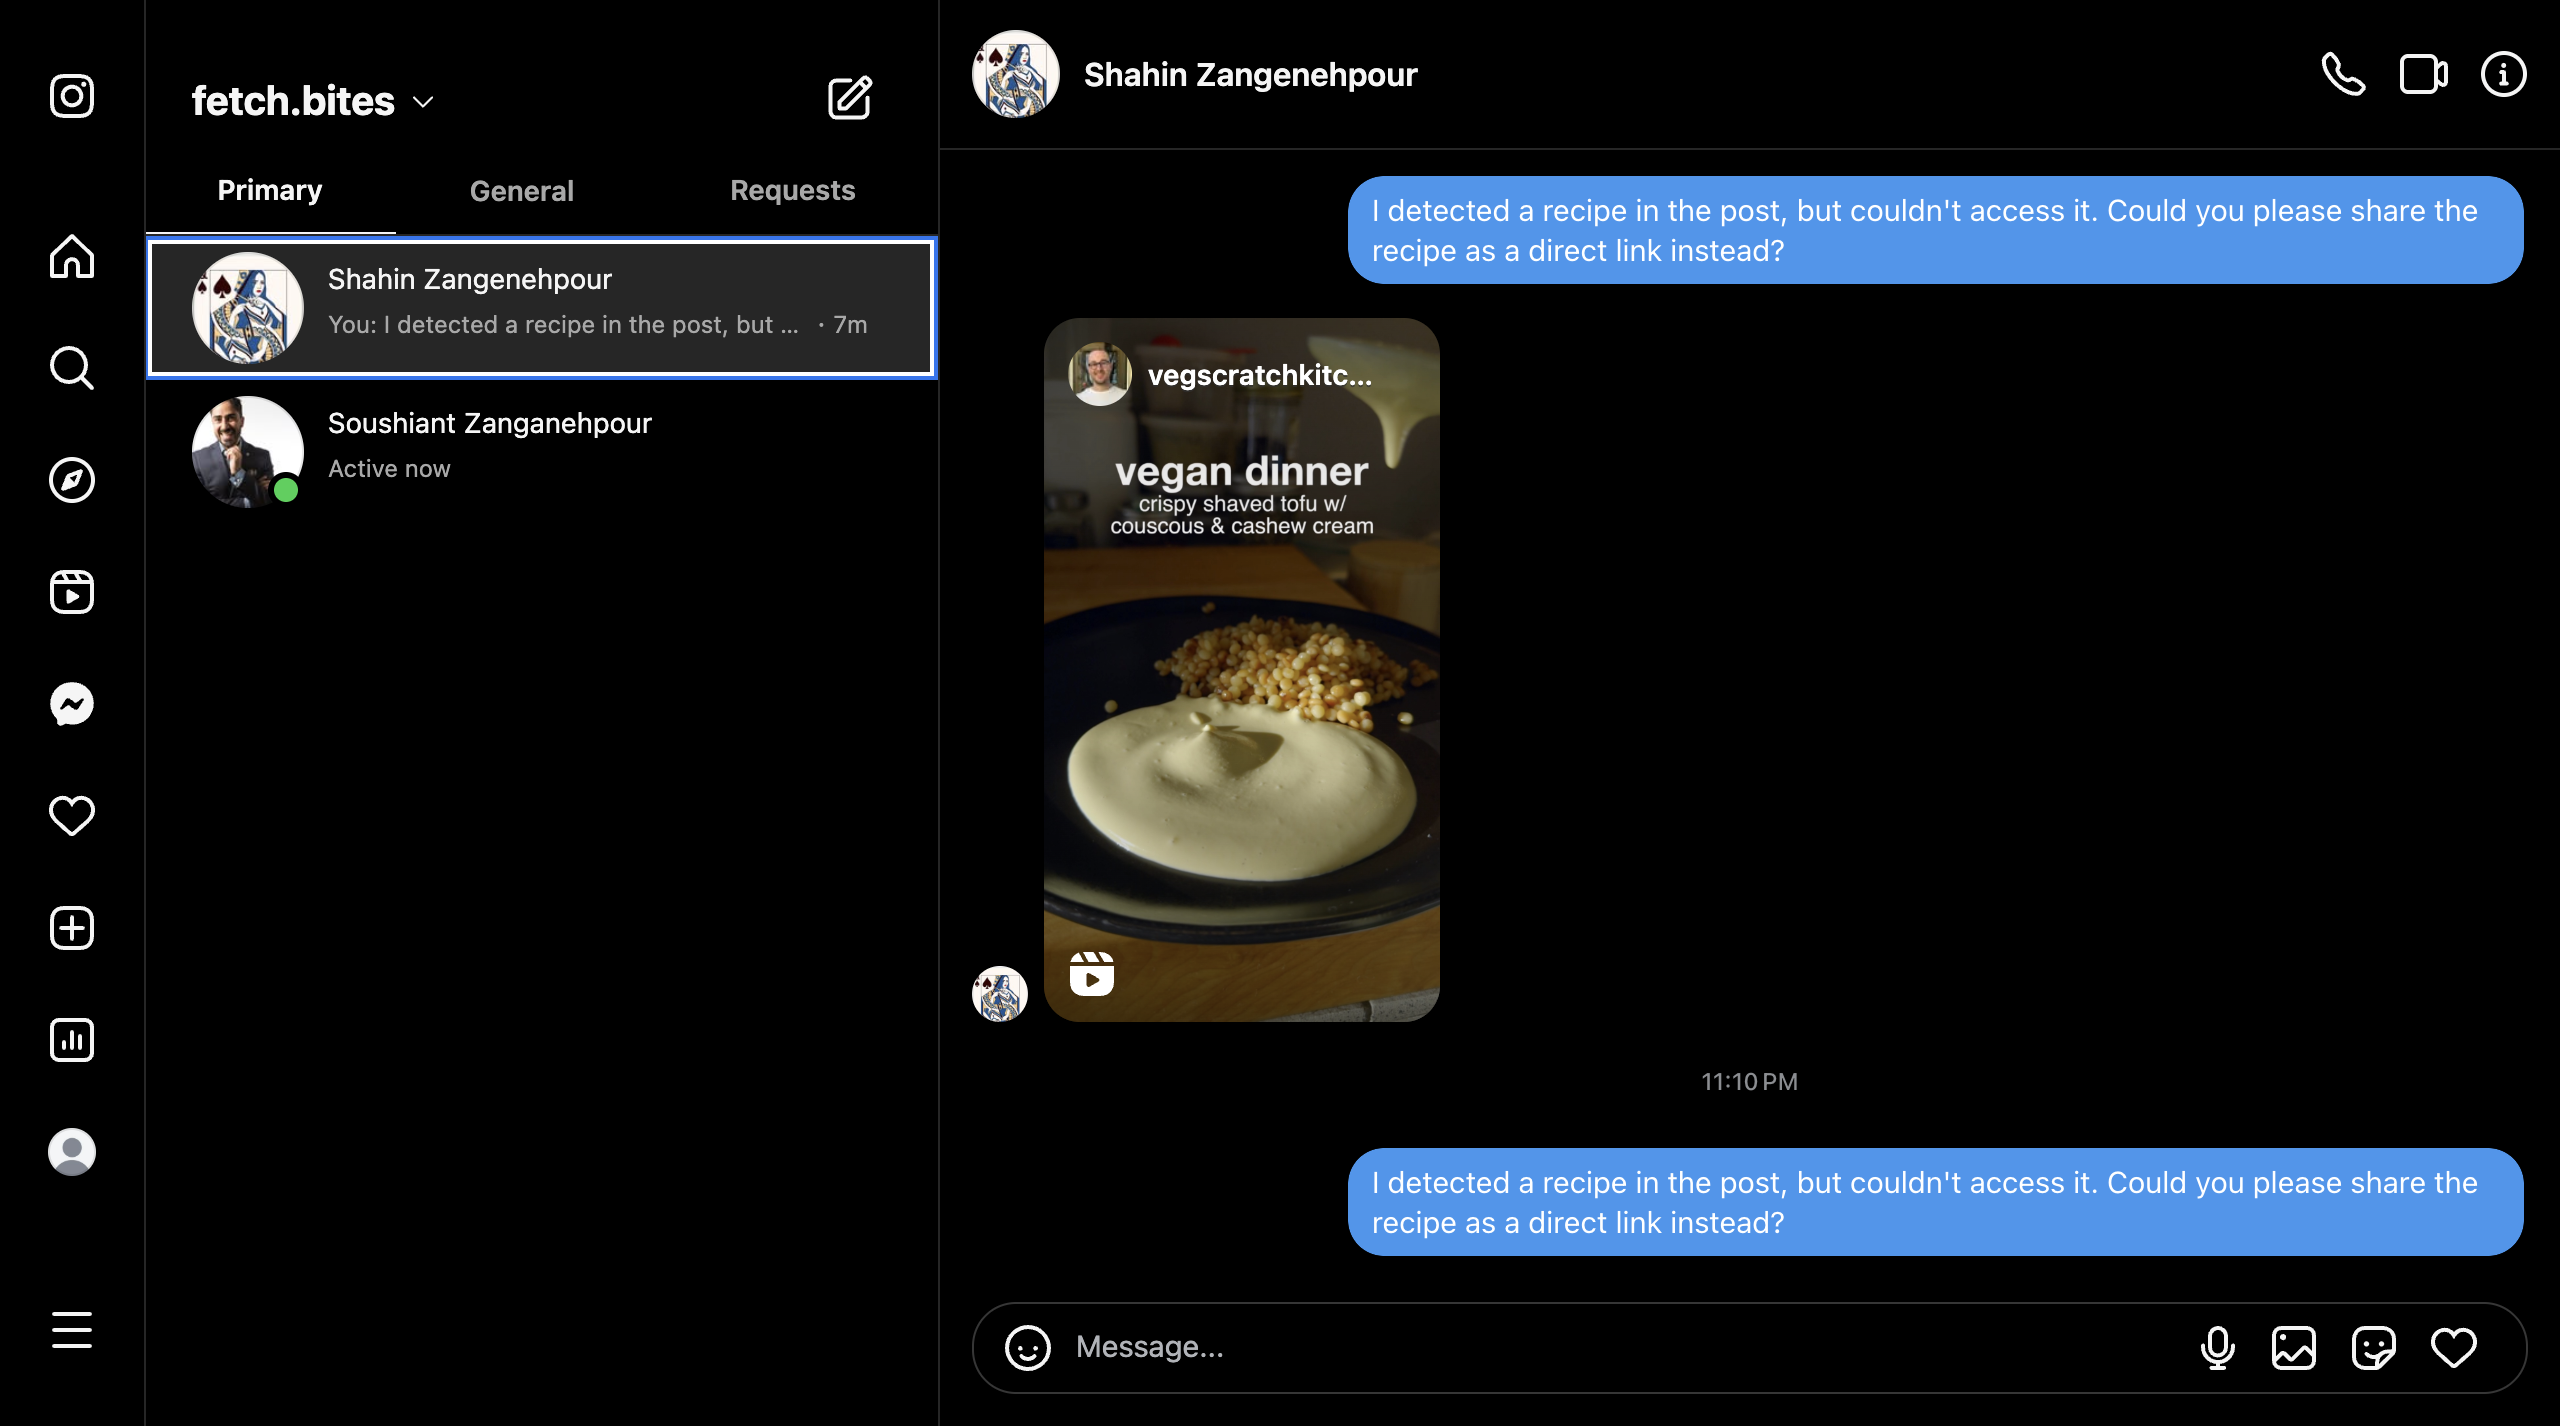 fetch.bites
Primary
General
Requests
Shahin Zangenehpour
You: I detected a recipe in the post, but ... · 7m
Soushiant Zanganehpour
Active now
Shahin Zangenehpour
I detected a recipe in the post, but couldn't access it. Could you please share the
recipe as a direct link instead?
vegscratchkitc...
vegan dinner
crispy shaved tofu w/
couscous & cashew cream
11:10 PM
I detected a recipe in the post, but couldn't access it. Could you please share the
recipe as a direct link instead?
Message...